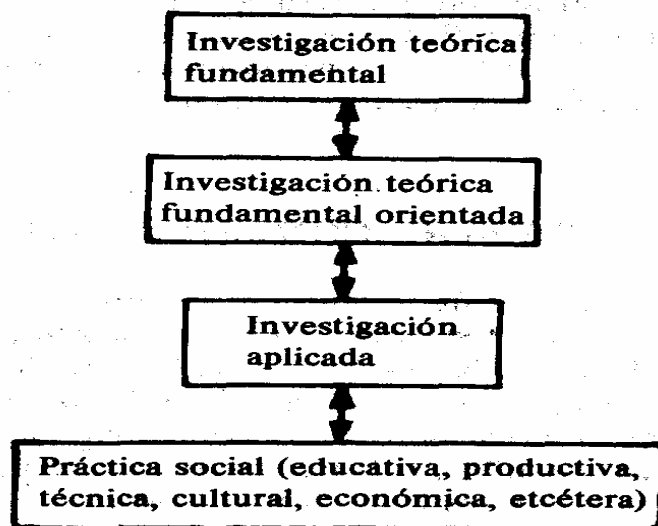 Investigación teórica
fundamental
Investigación teórica
fundamental orientada
Investigación
aplicada
Práctica social (educativa, productiva,
técnica, cultural, económica, etcétera)